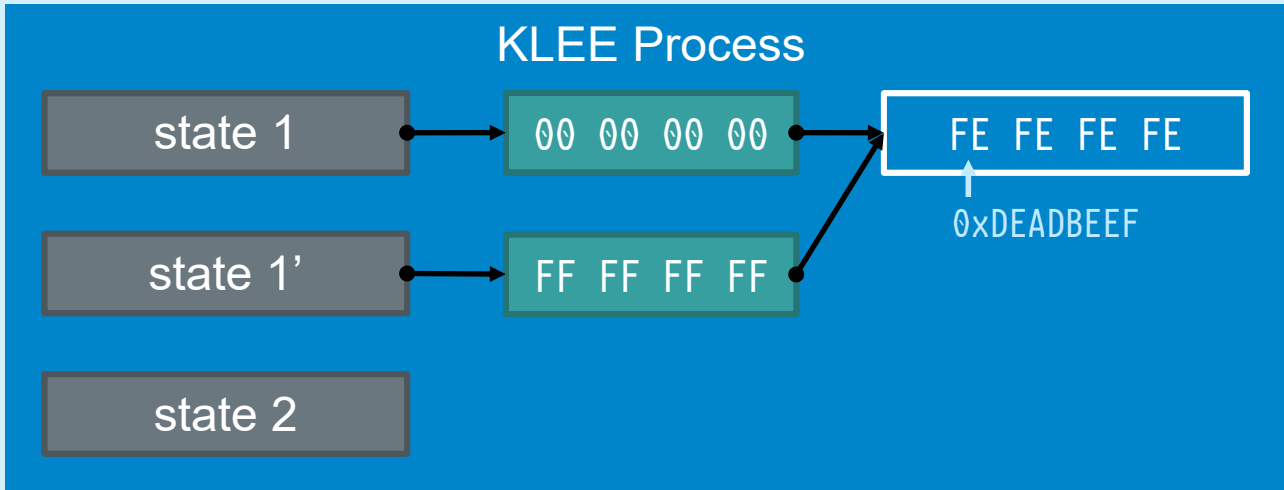 KLEE Process
state 1
00 00 00 00
FE FE FE FE
0xDEADBEEF
state 1’
FF FF FF FF
state 2